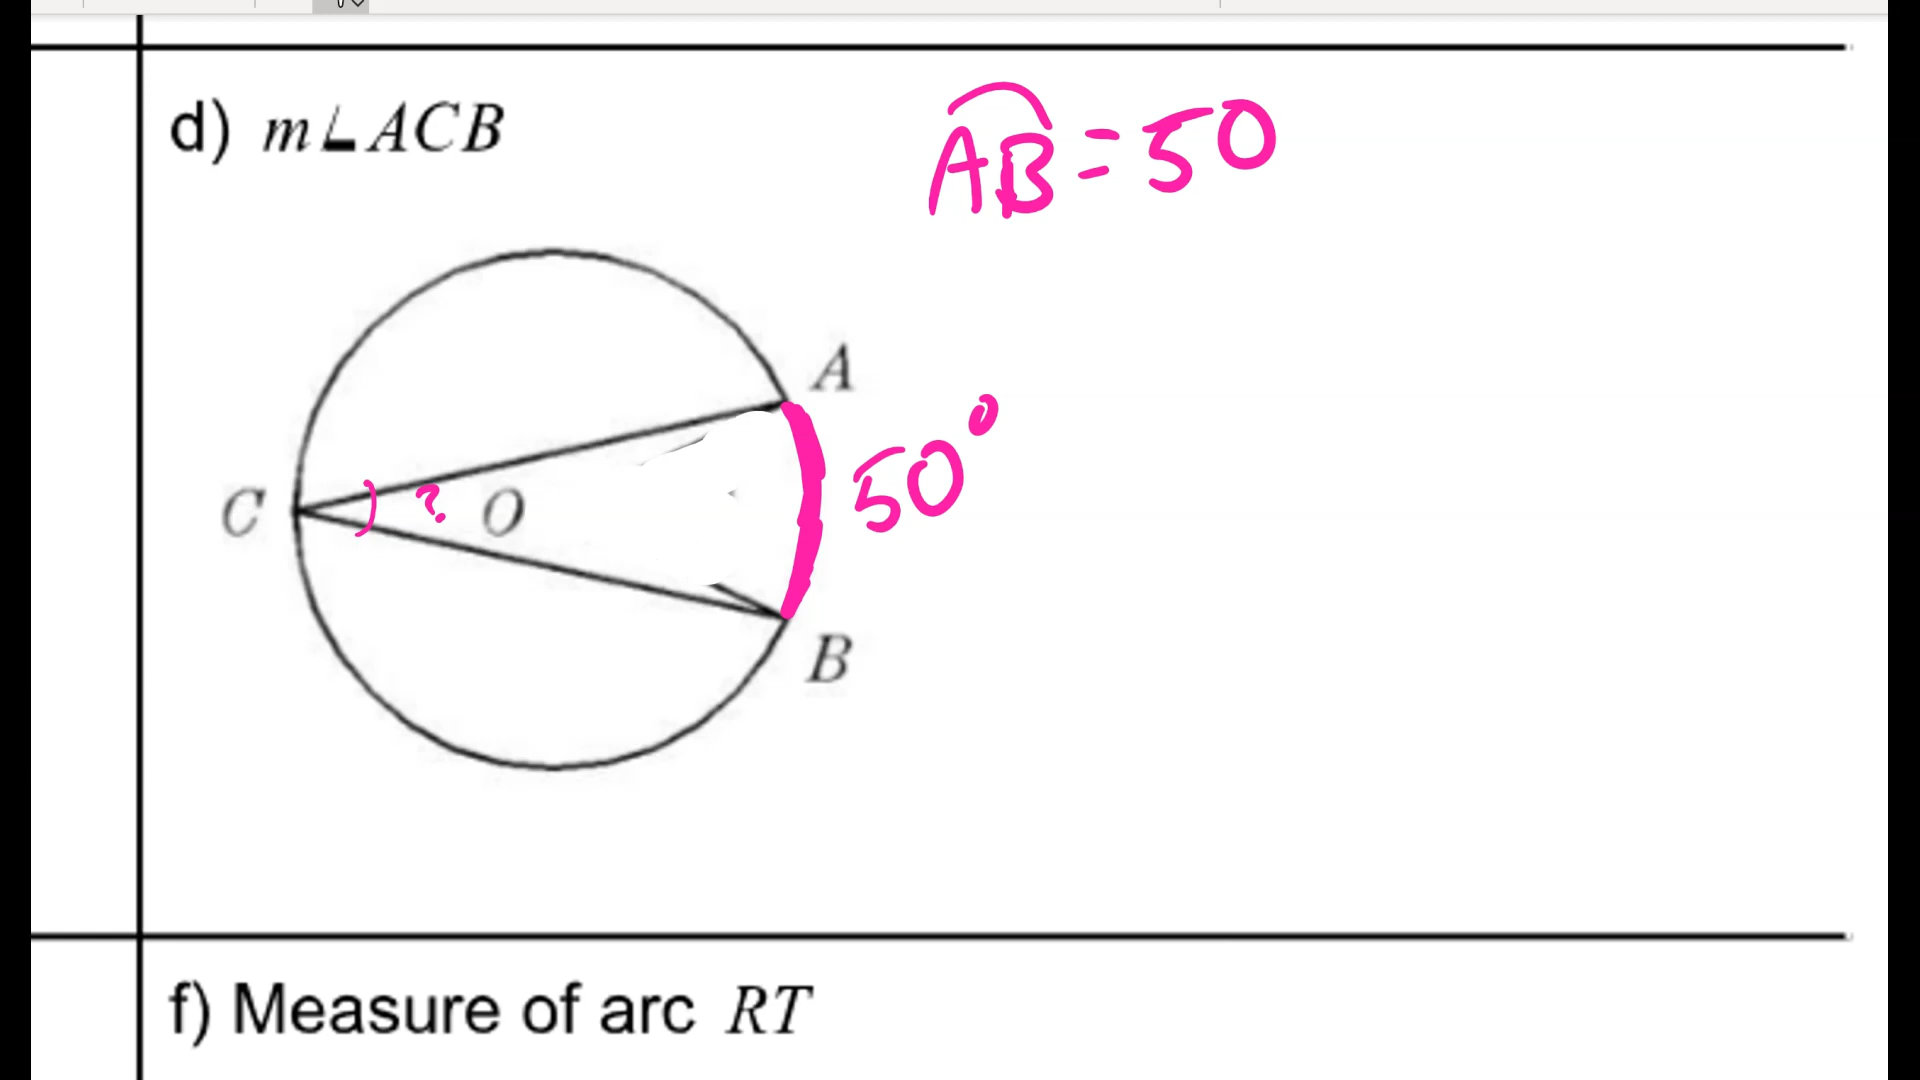 d) m∠ACB
AB = 50
A
50°
C ? O
B
f) Measure of arc RT